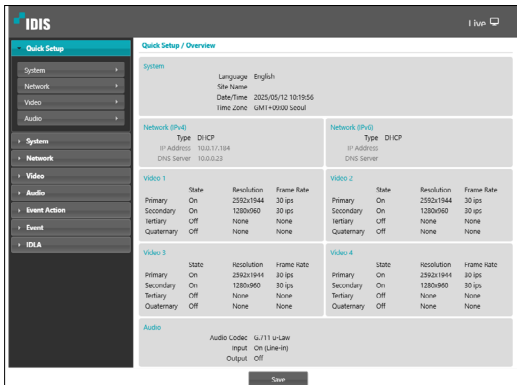 IDIS
Live
Quick Setup
System
Network
Video
Audio
System
Network
Video
Audio
Event Action
Event
IDLA
Quick Setup / Overview
System
Language English
Site Name
Date/Time 2025/05/12 10:19:56
Time Zone GMT+09:00 Seoul
Network (IPv4)
Type DHCP
IP Address 10.0.17.104
DNS Server 10.0.0.23
Network (IPv6)
Type DHCP
IP Address
DNS Server
Video 1
State Resolution Frame Rate
Primary On 2592x1944 30 ips
Secondary On 1280x960 30 ips
Tertiary Off None None
Quaternary Off None None
Video 2
State Resolution Frame Rate
Primary On 2592x1944 30 ips
Secondary On 1280x960 30 ips
Tertiary Off None None
Quaternary Off None None
Video 3
State Resolution Frame Rate
Primary On 2592x1944 30 ips
Secondary On 1280x960 30 ips
Tertiary Off None None
Quaternary Off None None
Video 4
State Resolution Frame Rate
Primary On 2592x1944 30 ips
Secondary On 1280x960 30 ips
Tertiary Off None None
Quaternary Off None None
Audio
Audio Codec G.711 u-Law
Input On (Line-in)
Output Off
Save